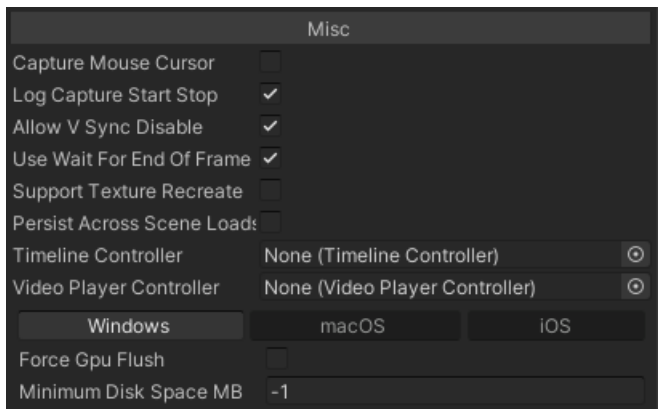 Misc
Capture Mouse Cursor
Log Capture Start Stop
Allow V Sync Disable
Use Wait For End Of Frame
Support Texture Recreate
Persist Across Scene Loads
Timeline Controller None (Timeline Controller)
Video Player Controller None (Video Player Controller)
Windows macOS iOS
Force Gpu Flush
Minimum Disk Space MB -1